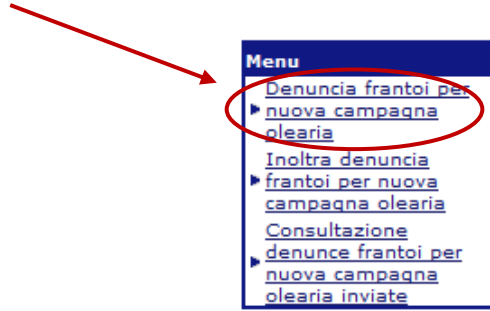 Menu
Denuncia frantoi per
nuova campagna
olearia
Inoltra denuncia
frantoi per nuova
campagna olearia
Consultazione
denunce frantoi per
nuova campagna
olearia inviate